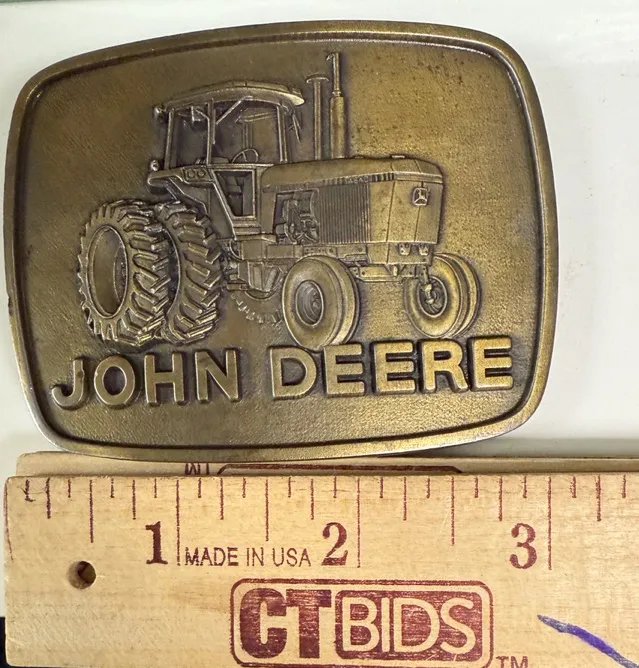 JOHN DEERE
1 MADE IN USA 2 3
CTBIDS
TM